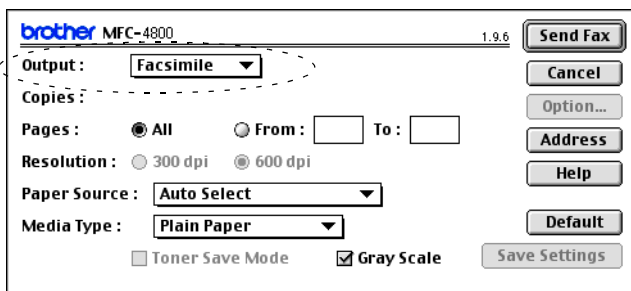 brother MFC-4800 1.9.6 Send Fax
Output: Facsimile Cancel
Copies: Option...
Pages: All From: To: Address
Resolution: 300 dpi 600 dpi Help
Paper Source: Auto Select
Media Type: Plain Paper Default
Toner Save Mode Gray Scale Save Settings